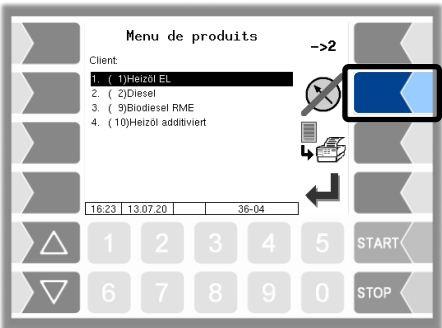 Menu de produits
->2
Client:
1. ( 1)Heizöl EL
2. ( 2)Diesel
3. ( 9)Biodiesel RME
4. ( 10)Heizöl additiviert
16:23 13.07.20 36-04
1 2 3 4 5 START
6 7 8 9 0 STOP